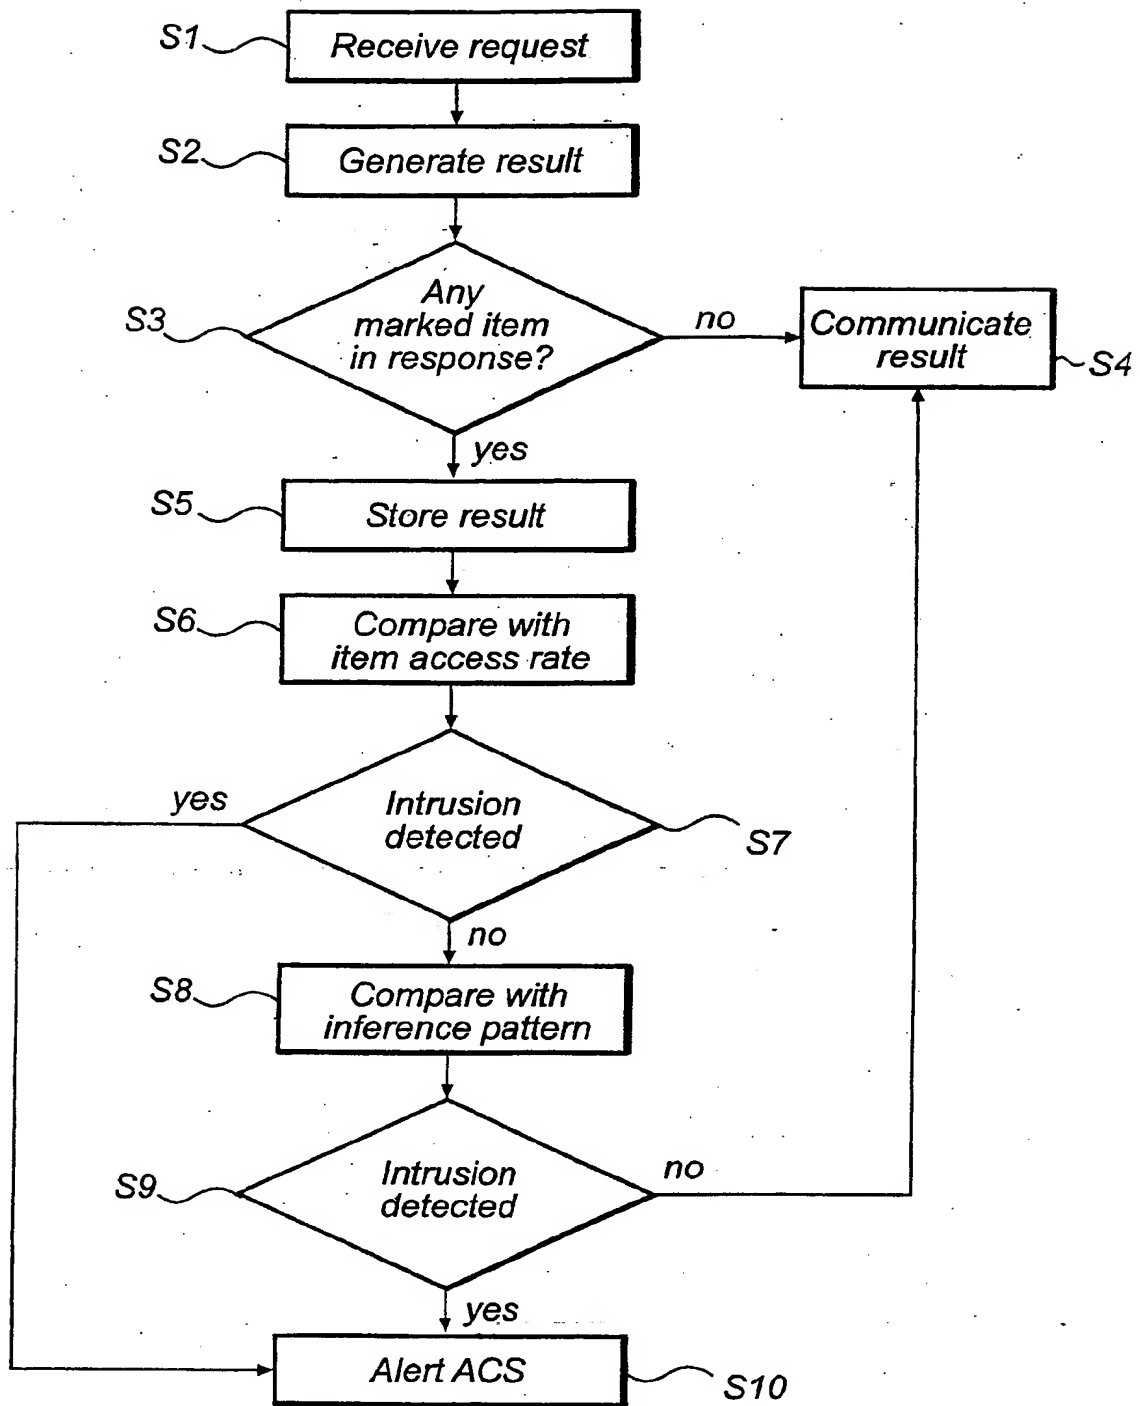 S1
Receive request
S2
Generate result
S3
Any
marked item
in response?
no
Communicate
result
S4
yes
S5
Store result
S6
Compare with
item access rate
yes
Intrusion
detected
S7
no
S8
Compare with
inference pattern
S9
Intrusion
detected
no
yes
Alert ACS
S10